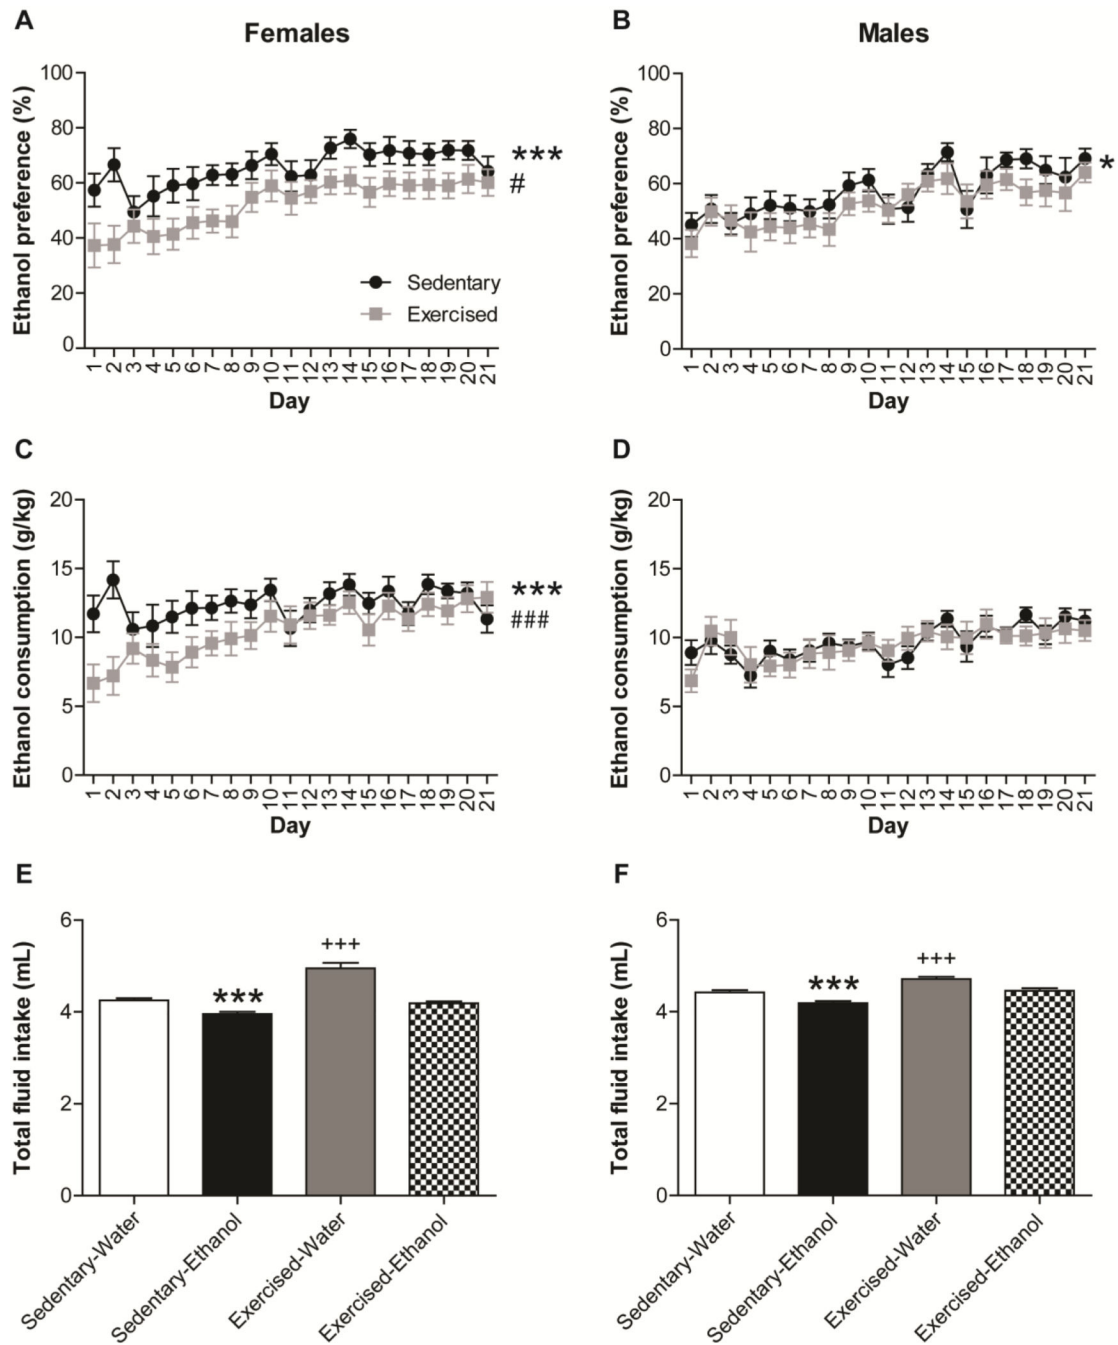 A
Females
Ethanol preference (%)
100
80
60
40
20
0
***
#
Sedentary
Exercised
1 2 3 4 5 6 7 8 9 10 11 12 13 14 15 16 17 18 19 20 21
Day
B
Males
Ethanol preference (%)
100
80
60
40
20
0
*
1 2 3 4 5 6 7 8 9 10 11 12 13 14 15 16 17 18 19 20 21
Day
C
Ethanol consumption (g/kg)
20
15
10
5
0
***
###
1 2 3 4 5 6 7 8 9 10 11 12 13 14 15 16 17 18 19 20 21
Day
D
Ethanol consumption (g/kg)
20
15
10
5
0
1 2 3 4 5 6 7 8 9 10 11 12 13 14 15 16 17 18 19 20 21
Day
E
Total fluid intake (mL)
6
4
2
0
***
+++
Sedentary-Water
Sedentary-Ethanol
Exercised-Water
Exercised-Ethanol
F
Total fluid intake (mL)
6
4
2
0
***
+++
Sedentary-Water
Sedentary-Ethanol
Exercised-Water
Exercised-Ethanol